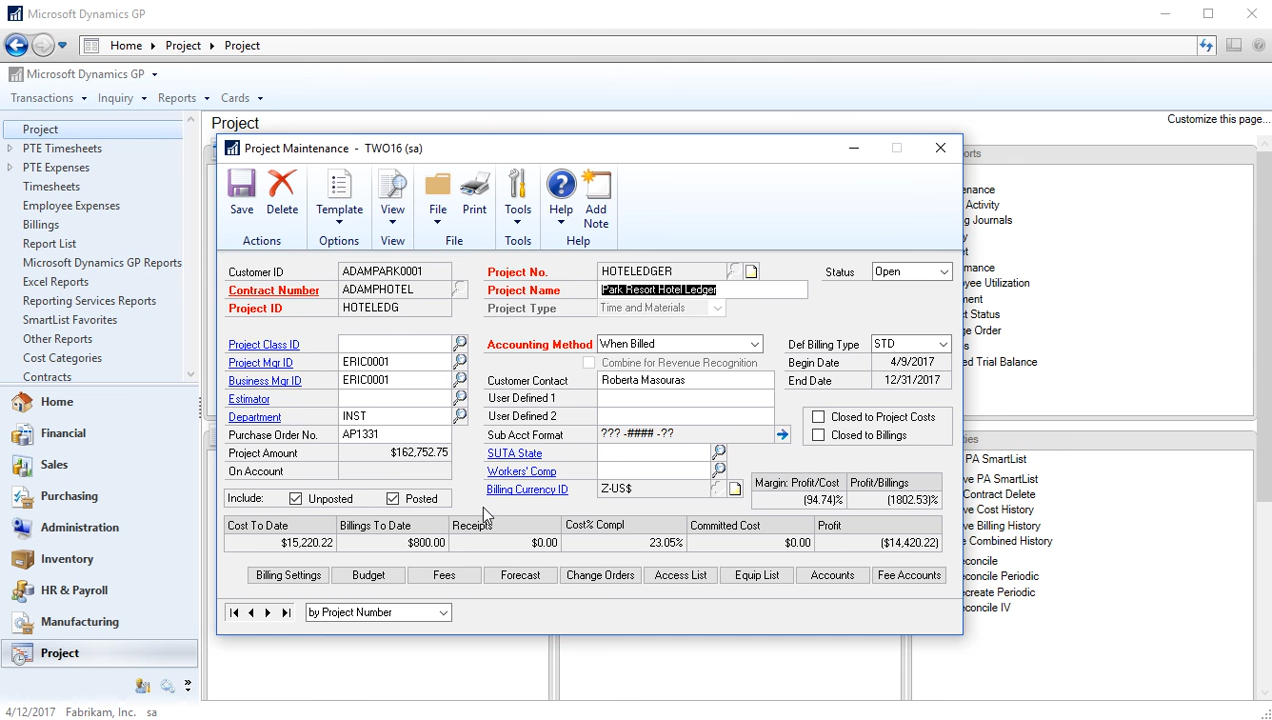 Microsoft Dynamics GP
Home Project Project
Microsoft Dynamics GP
Transactions Inquiry Reports Cards
Project
PTE Timesheets
PTE Expenses
Timesheets
Employee Expenses
Billings
Report List
Microsoft Dynamics GP Reports
Excel Reports
Reporting Services Reports
SmartList Favorites
Other Reports
Cost Categories
Contracts
Home
Financial
Sales
Purchasing
Administration
Inventory
HR & Payroll
Manufacturing
Project
4/12/2017 Fabrikam, Inc. sa
Project
Customize this page...
Project Maintenance - TWO16 (sa)
Save Delete Template View File Print Tools Help Add Note
Actions Options View File Tools Help
Customer ID ADAMPARK0001 Project No. HOTELEDGER Status Open
Contract Number ADAMPHOTEL Project Name Park Resort Hotel Ledger
Project ID HOTELEDG Project Type Time and Materials
Project Class ID Accounting Method When Billed Def Billing Type STD
Project Mgr ID ERIC0001 Combine for Revenue Recognition Begin Date 4/9/2017
Business Mgr ID ERIC0001 Customer Contact Roberta Masouras End Date 12/31/2017
Estimator User Defined 1
Department INST User Defined 2 Closed to Project Costs
Purchase Order No. AP1331 Sub Acct Format ??? -#### -?? Closed to Billings
Project Amount $162,752.75 SUTA State
On Account Workers' Comp
Billing Currency ID Z-US$
Margin: Profit/Cost Profit/Billings
(94.74)% (1802.53)%
Include: Unposted Posted
Cost To Date Billings To Date Receipts Cost% Compl Committed Cost Profit
$15,220.22 $800.00 $0.00 23.05% $0.00 ($14,420.22)
Billing Settings Budget Fees Forecast Change Orders Access List Equip List Accounts Fee Accounts
by Project Number
orts
nance
Activity
g Journals
y
mance
oyee Utilization
ment
ct Status
ge Order
ed Trial Balance
ties
PA SmartList
ve PA SmartList
Contract Delete
ve Cost History
ve Billing History
ve Combined History
econcile
econcile Periodic
ecreate Periodic
econcile IV